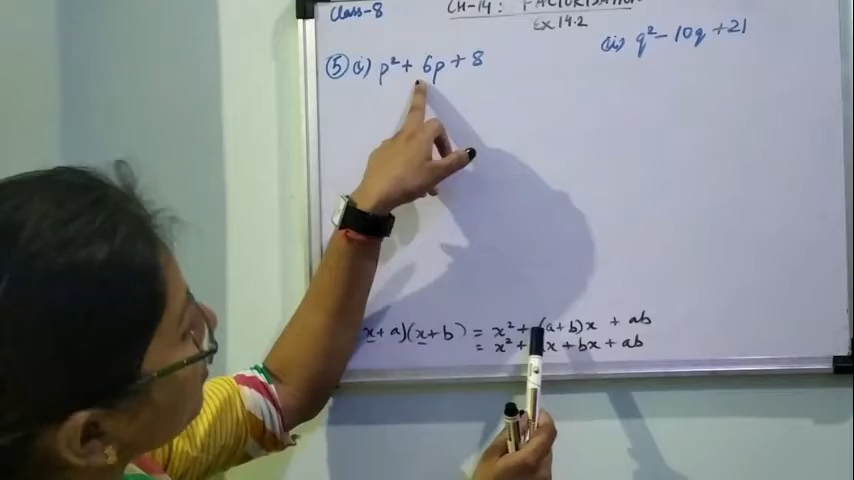 Class-8
CH-14: FACTORISATION
Ex 14.2
⑤ (i) p² + 6p + 8
(ii) q² - 10q + 21
x + a)(x + b) = x² + (a+b)x + ab
= x² + x + bx + ab